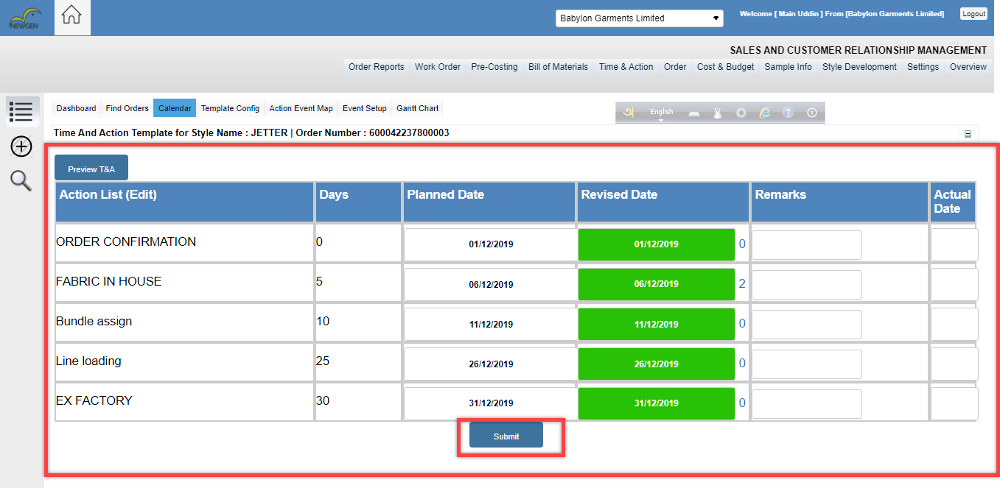 NEWGEN
Babylon Garments Limited
Welcome [ Main Uddin ] From [Babylon Garments Limited]
Logout
SALES AND CUSTOMER RELATIONSHIP MANAGEMENT
Order Reports Work Order Pre-Costing Bill of Materials Time & Action Order Cost & Budget Sample Info Style Development Settings Overview
Dashboard Find Orders Calendar Template Config Action Event Map Event Setup Gantt Chart
অ English
Time And Action Template for Style Name : JETTER | Order Number : 600042237800003
Preview T&A
Action List (Edit) Days Planned Date Revised Date Remarks Actual
Date
ORDER CONFIRMATION 0 01/12/2019 01/12/2019 0
FABRIC IN HOUSE 5 06/12/2019 06/12/2019 2
Bundle assign 10 11/12/2019 11/12/2019 0
Line loading 25 26/12/2019 26/12/2019 0
EX FACTORY 30 31/12/2019 31/12/2019 0
Submit